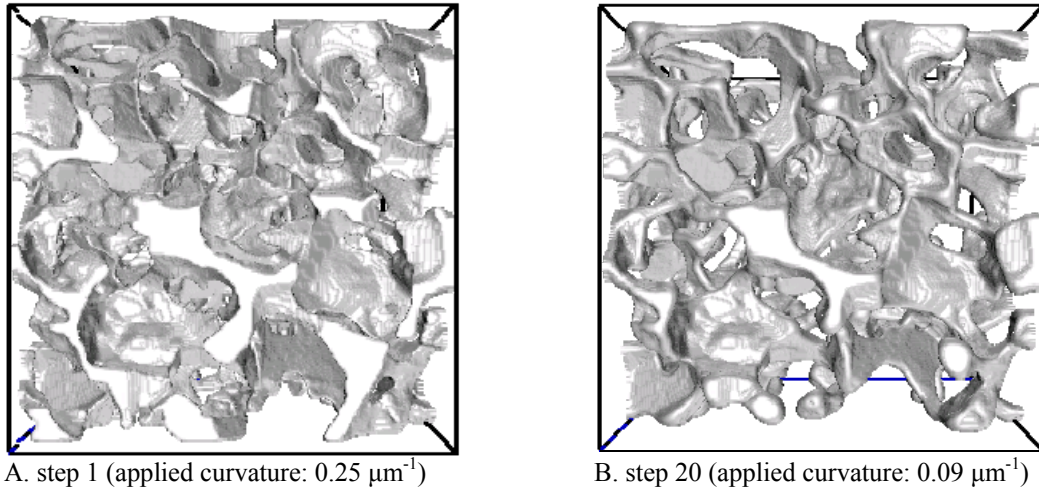 A. step 1 (applied curvature: 0.25 µm⁻¹)
B. step 20 (applied curvature: 0.09 µm⁻¹)